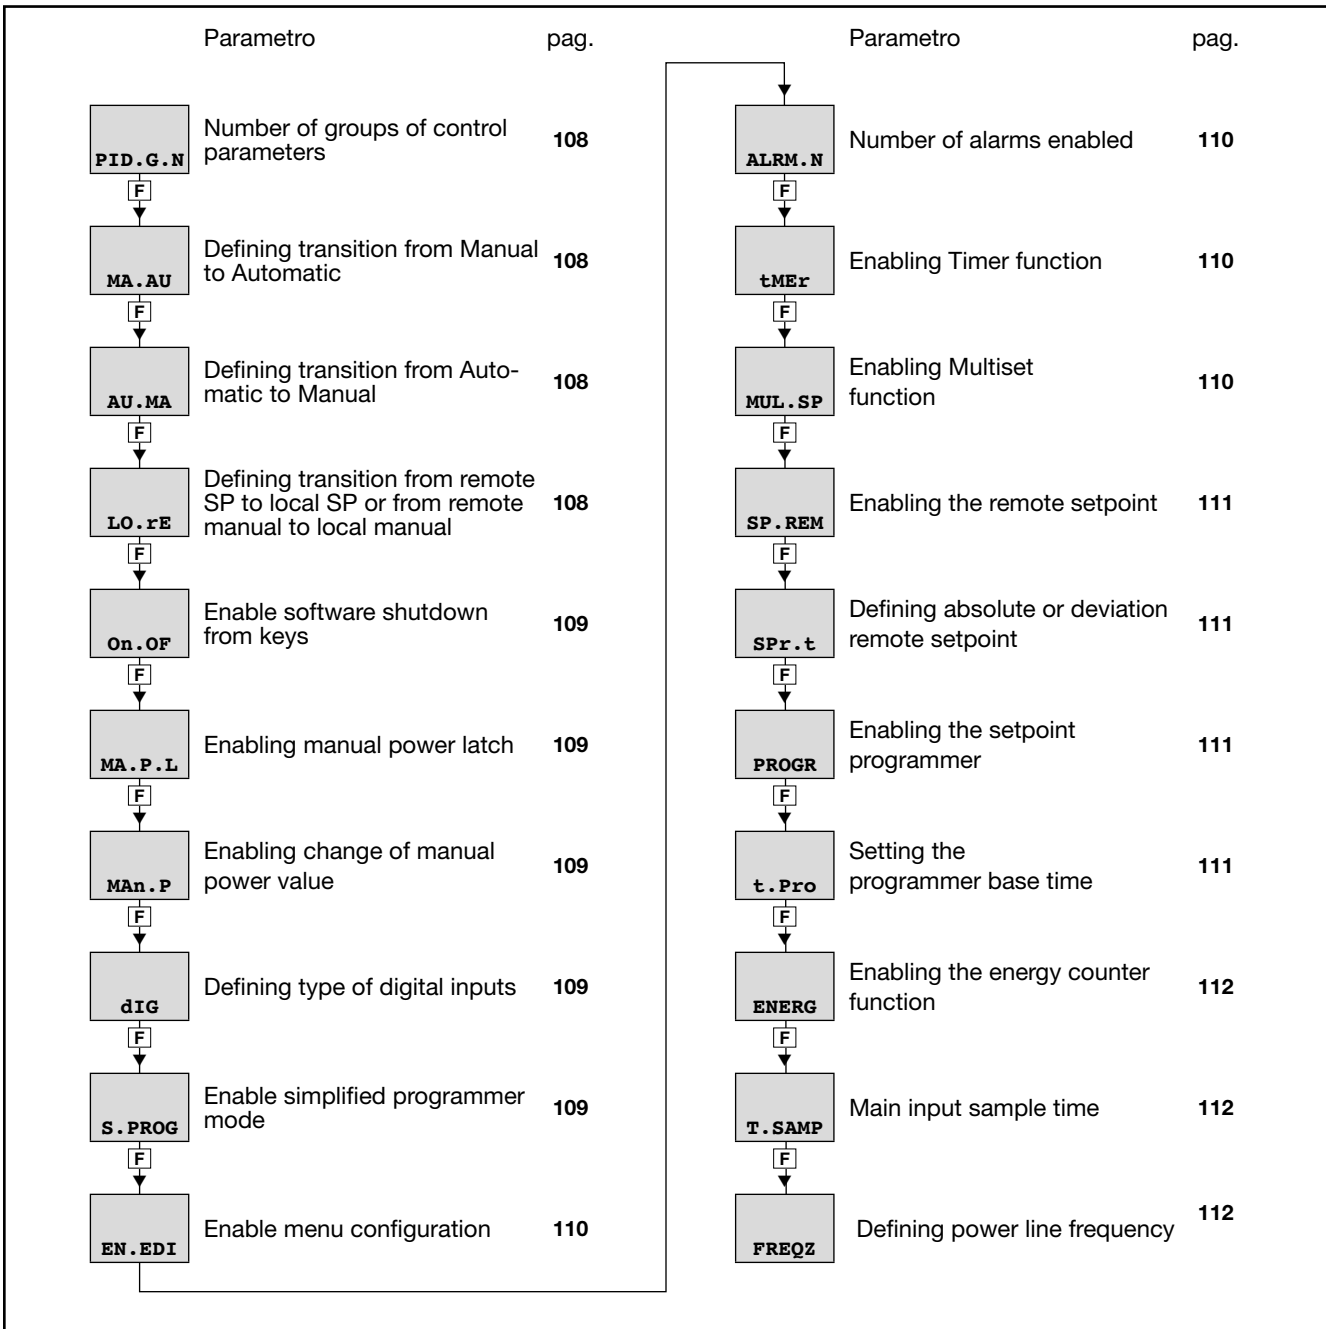 Parametro pag.
PID.G.N
Number of groups of control
parameters
108
F
MA.AU
Defining transition from Manual
to Automatic
108
F
AU.MA
Defining transition from Auto-
matic to Manual
108
F
LO.rE
Defining transition from remote
SP to local SP or from remote
manual to local manual
108
F
On.OF
Enable software shutdown
from keys
109
F
MA.P.L
Enabling manual power latch
109
F
MAn.P
Enabling change of manual
power value
109
F
dIG
Defining type of digital inputs
109
F
S.PROG
Enable simplified programmer
mode
109
F
EN.EDI
Enable menu configuration
110
Parametro pag.
ALRM.N
Number of alarms enabled
110
F
tMEr
Enabling Timer function
110
F
MUL.SP
Enabling Multiset
function
110
F
SP.REM
Enabling the remote setpoint
111
F
SPr.t
Defining absolute or deviation
remote setpoint
111
F
PROGR
Enabling the setpoint
programmer
111
F
t.Pro
Setting the
programmer base time
111
F
ENERG
Enabling the energy counter
function
112
F
T.SAMP
Main input sample time
112
F
FREQZ
Defining power line frequency
112